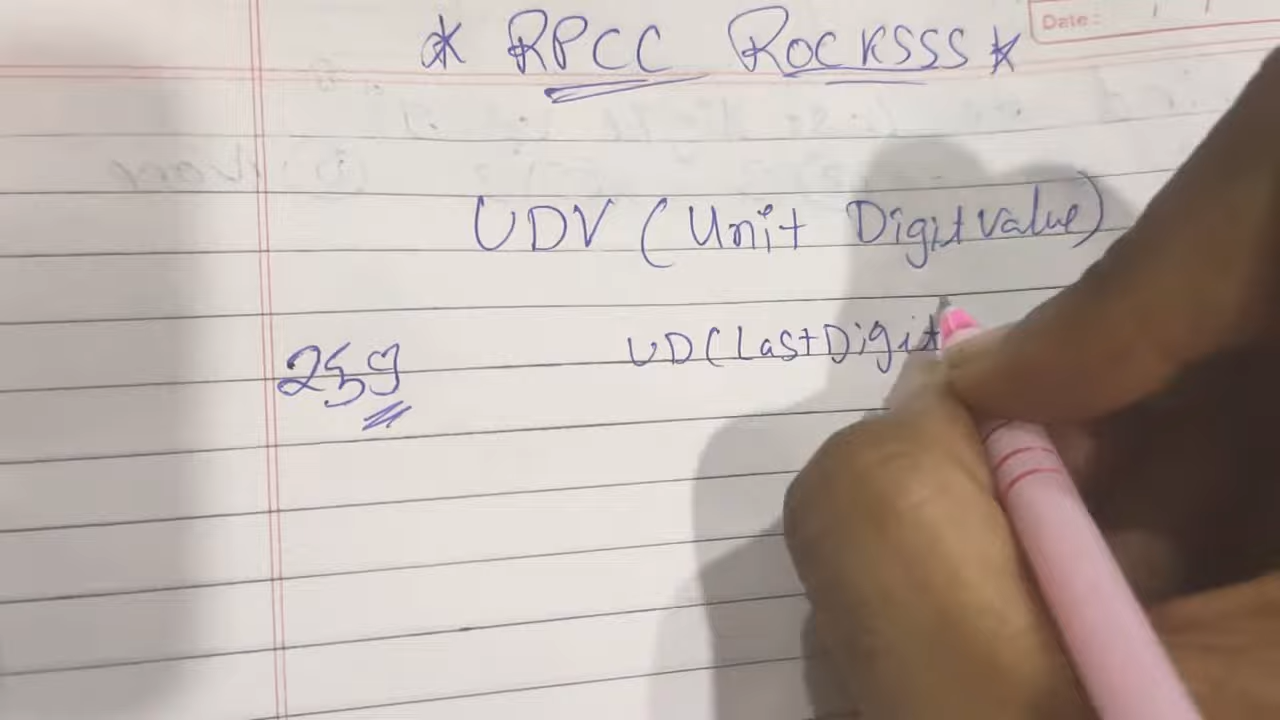 Date:
* RPCC ROCKSSS *
UDV (Unit Digit Value)
259 UD (Last Digit